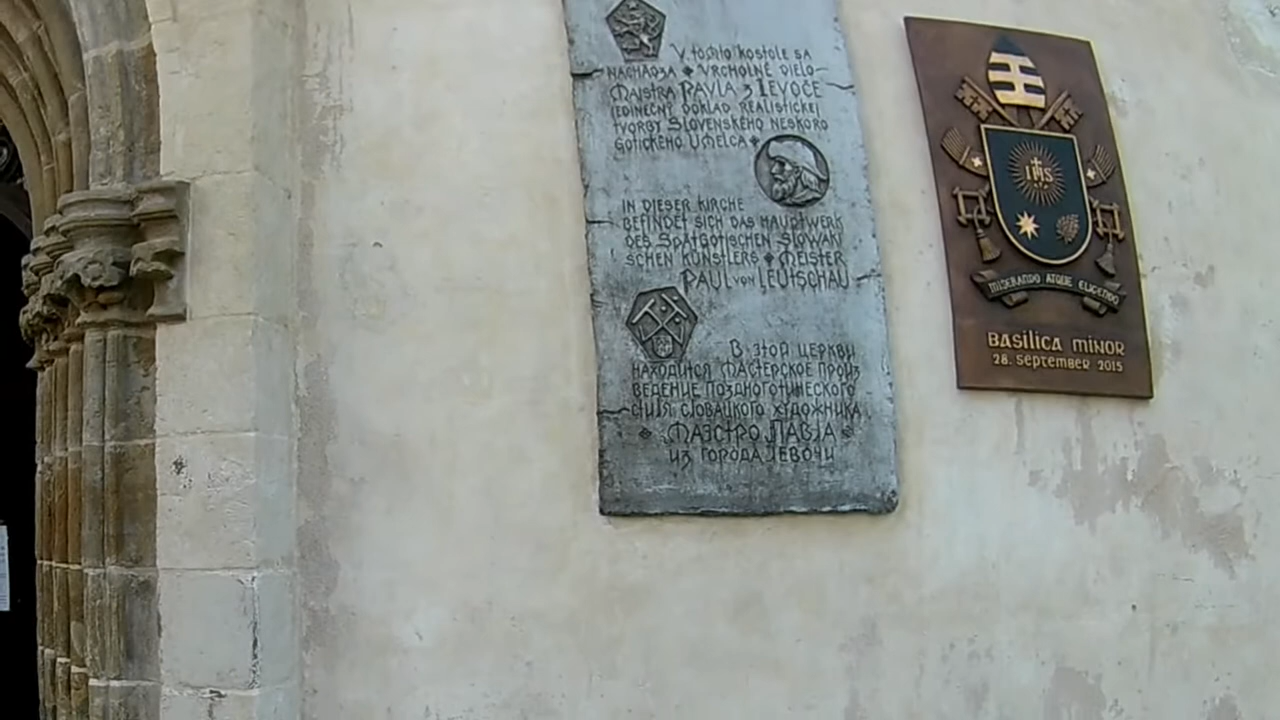 V tomto kostole sa
nachádza vrcholné dielo
majstra Pavla z Levoče
jedinečný doklad realistickej
tvorby slovenského neskoro
gotického umelca
In dieser Kirche
befindet sich das Hauptwerk
des Spätgotischen Slowaki
schen Künstlers Meister
Paul von Leutschau
В этой церкви
находится мастерское произ
ведение позднoготического
стиля словацкого художника
маэстро Павла
из города Левочи
IHS
MISERANDO ATQUE ELIGENDO
Basilica minor
28. september 2015